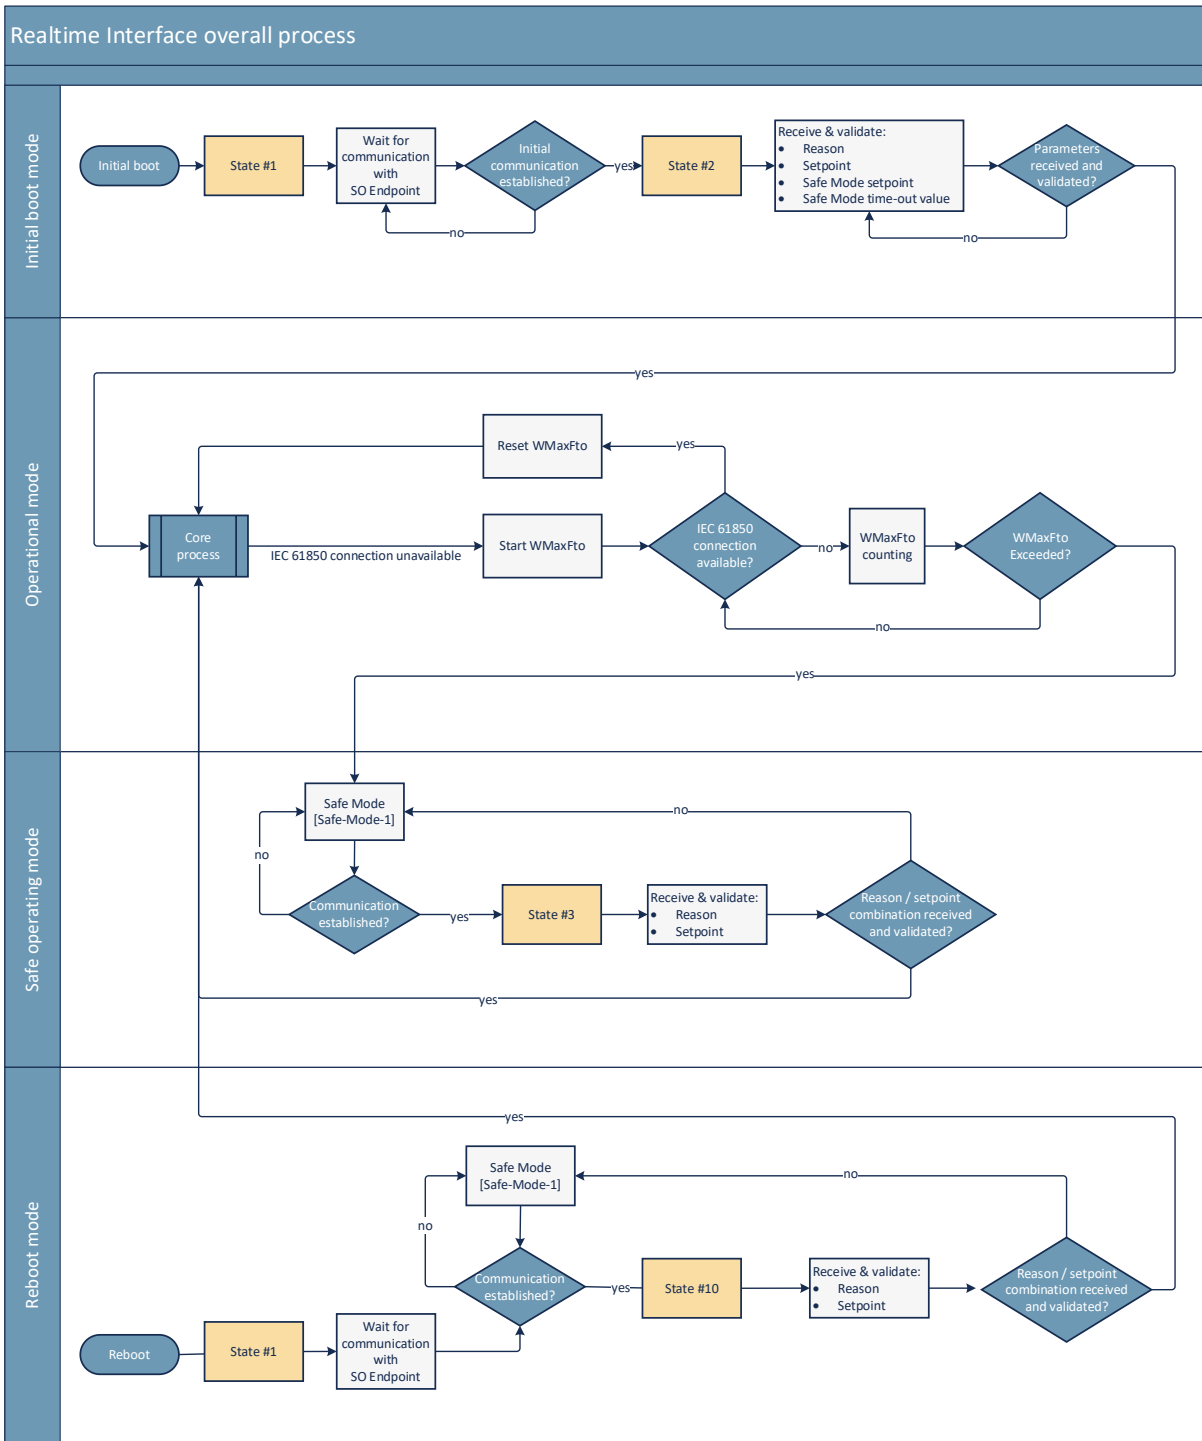 Realtime Interface overall process
Initial boot mode
Initial boot
State #1
Wait for
communication
with
SO Endpoint
Initial
communication
established?
yes
State #2
Receive & validate:
• Reason
• Setpoint
• Safe Mode setpoint
• Safe Mode time-out value
Parameters
received and
validated?
no
no
Operational mode
yes
Reset WMaxFto
yes
Core
process
IEC 61850 connection unavailable
Start WMaxFto
IEC 61850
connection
available?
no
WMaxFto
counting
WMaxFto
Exceeded?
no
yes
Safe operating mode
Safe Mode
[Safe-Mode-1]
no
no
Communication
established?
yes
State #3
Receive & validate:
• Reason
• Setpoint
Reason / setpoint
combination received
and validated?
yes
Reboot mode
yes
Safe Mode
[Safe-Mode-1]
no
no
Communication
established?
yes
State #10
Receive & validate:
• Reason
• Setpoint
Reason / setpoint
combination received
and validated?
Reboot
State #1
Wait for
communication
with
SO Endpoint